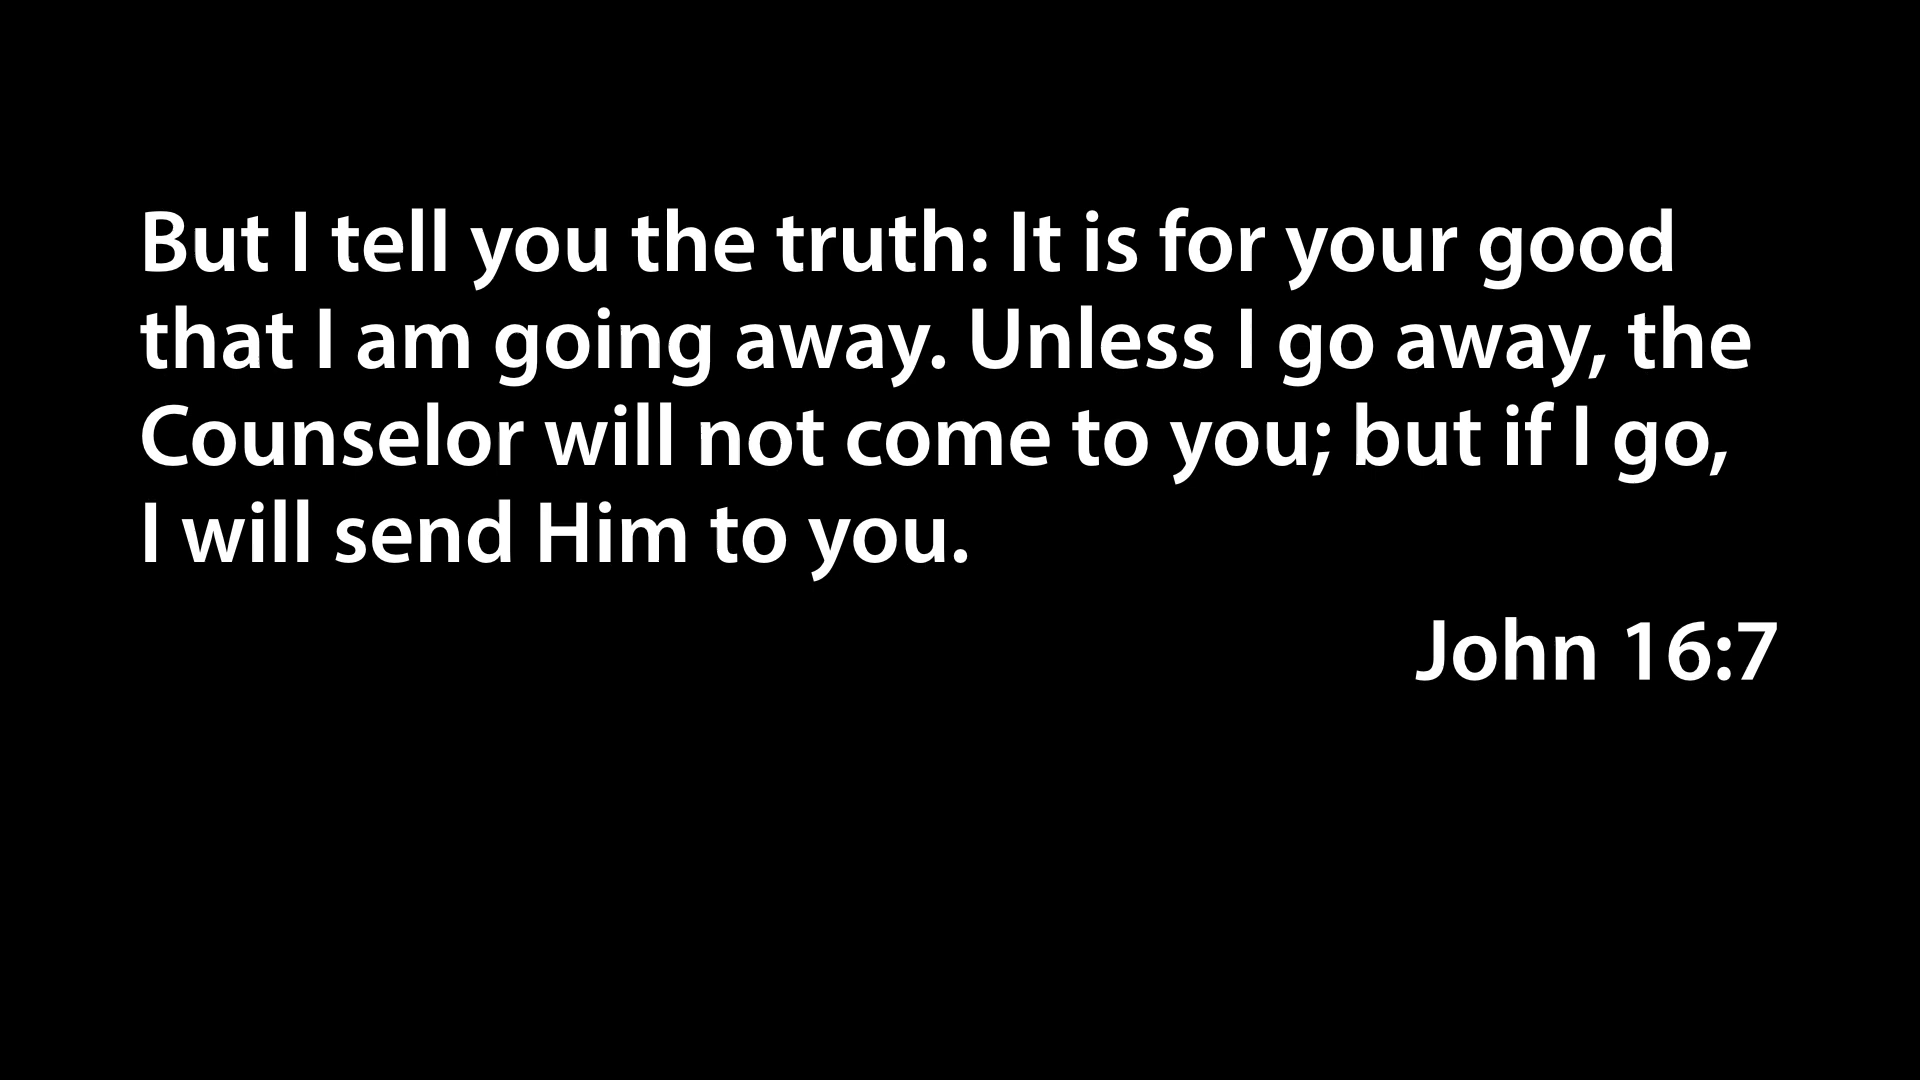 But I tell you the truth: It is for your good
that I am going away. Unless I go away, the
Counselor will not come to you; but if I go,
I will send Him to you.
John 16:7